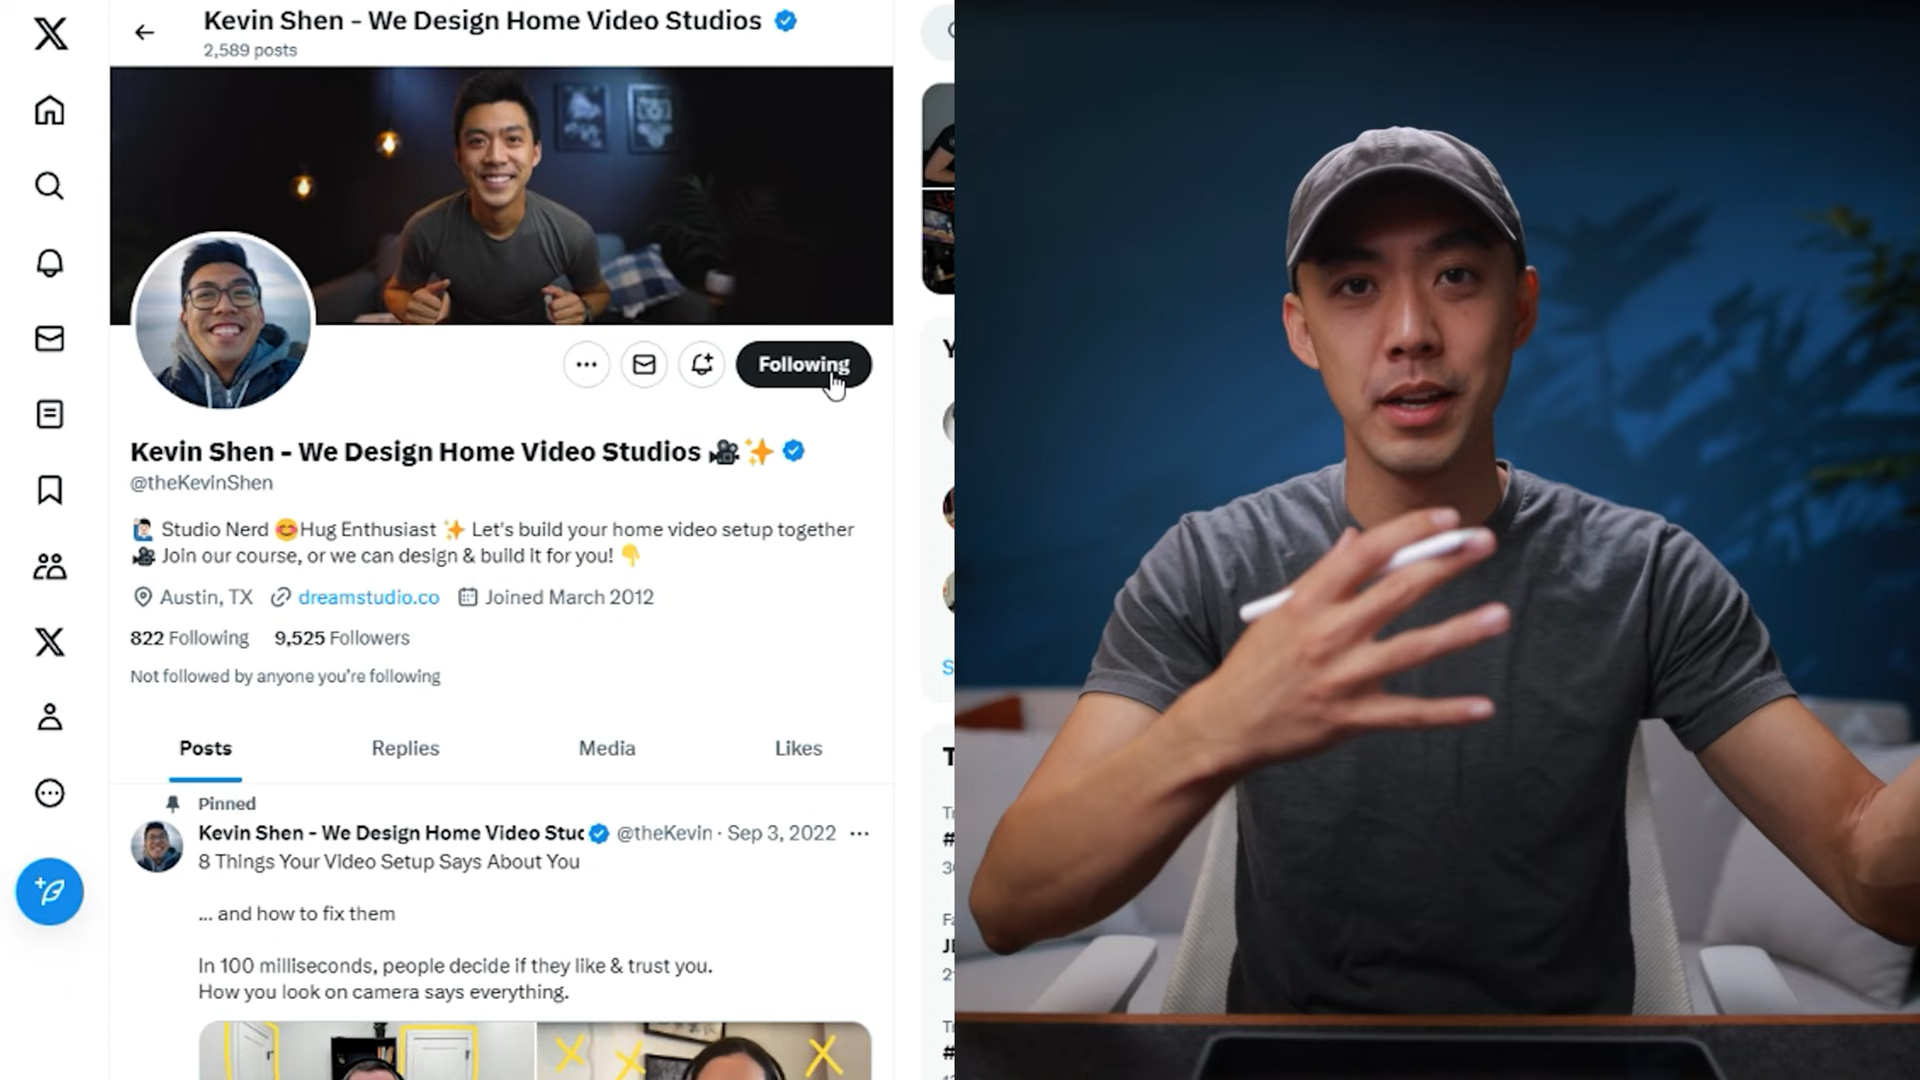 Kevin Shen - We Design Home Video Studios
2,589 posts
Following
Kevin Shen - We Design Home Video Studios 🎥✨
@theKevinShen
🙋🏻‍♂️ Studio Nerd 😊Hug Enthusiast ✨ Let's build your home video setup together
🎥 Join our course, or we can design & build it for you! 👇
Austin, TX dreamstudio.co Joined March 2012
822 Following 9,525 Followers
Not followed by anyone you're following
Posts Replies Media Likes
Pinned
Kevin Shen - We Design Home Video Stuc @theKevin · Sep 3, 2022
8 Things Your Video Setup Says About You
... and how to fix them
In 100 milliseconds, people decide if they like & trust you.
How you look on camera says everything.